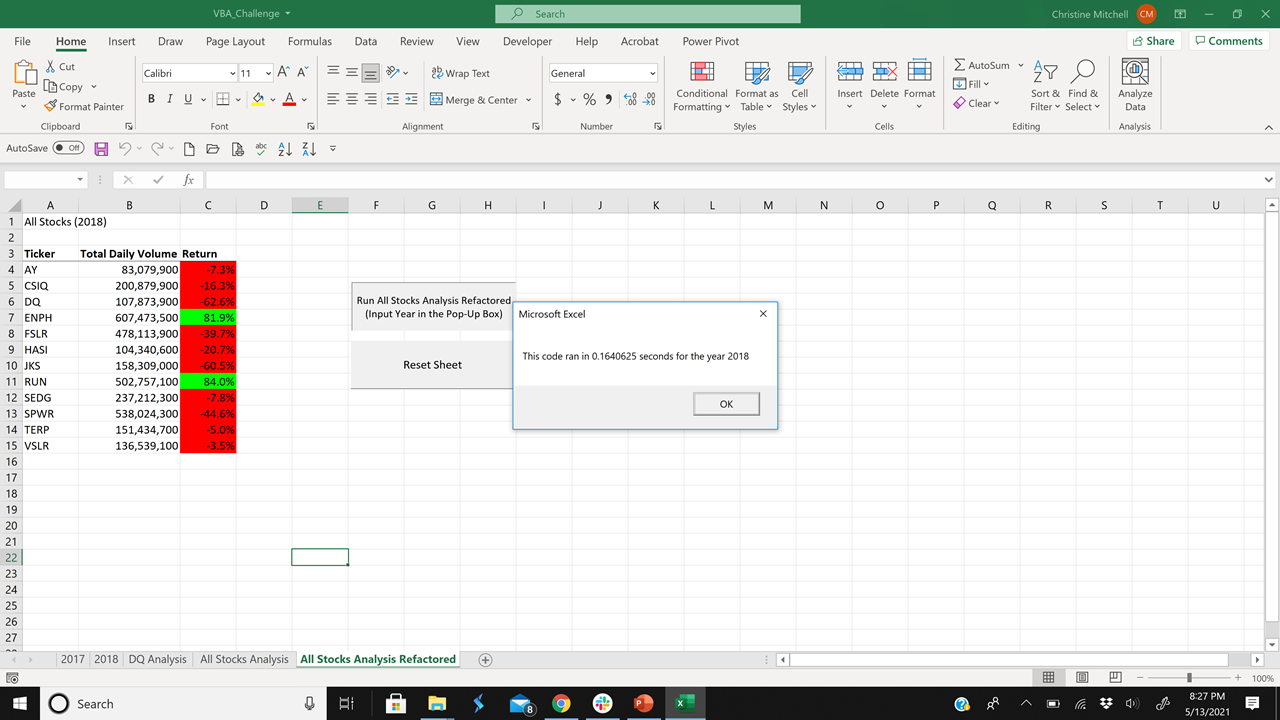 VBA_Challenge
Search
Christine Mitchell CM
File Home Insert Draw Page Layout Formulas Data Review View Developer Help Acrobat Power Pivot
Share Comments
Paste
Cut
Copy
Format Painter
Calibri 11
B I U A
Wrap Text
Merge & Center
General
$ % 9
Conditional Formatting
Format as Table
Cell Styles
Insert Delete Format
AutoSum
Fill
Clear
Sort & Filter
Find & Select
Analyze Data
Clipboard Font Alignment Number Styles Cells Editing Analysis
AutoSave Off
fx
A B C D E F G H I J K L M N O P Q R S T U
1 All Stocks (2018)
2
3 Ticker Total Daily Volume Return
4 AY 83,079,900 -7.3%
5 CSIQ 200,879,900 -16.3%
6 DQ 107,873,900 -62.6%
7 ENPH 607,473,500 81.9%
8 FSLR 478,113,900 -39.7%
9 HASI 104,340,600 -20.7%
10 JKS 158,309,000 -60.5%
11 RUN 502,757,100 84.0%
12 SEDG 237,212,300 -7.8%
13 SPWR 538,024,300 -44.6%
14 TERP 151,434,700 -5.0%
15 VSLR 136,539,100 -3.5%
16
17
18
19
20
21
22
23
24
25
26
27
Run All Stocks Analysis Refactored
(Input Year in the Pop-Up Box)
Reset Sheet
Microsoft Excel
This code ran in 0.1640625 seconds for the year 2018
OK
2017 2018 DQ Analysis All Stocks Analysis All Stocks Analysis Refactored
100%
Search
8
8:27 PM
5/13/2021